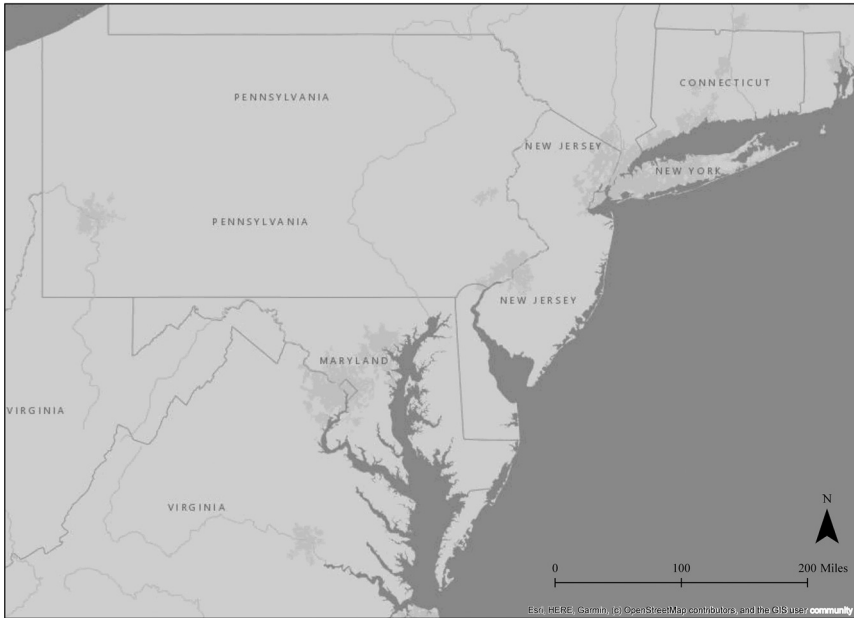 CONNECTICUT
PENNSYLVANIA
NEW JERSEY
NEW YORK
PENNSYLVANIA
NEW JERSEY
MARYLAND
VIRGINIA
VIRGINIA
N
0 100 200 Miles
Esri, HERE, Garmin, (c) OpenStreetMap contributors, and the GIS user community